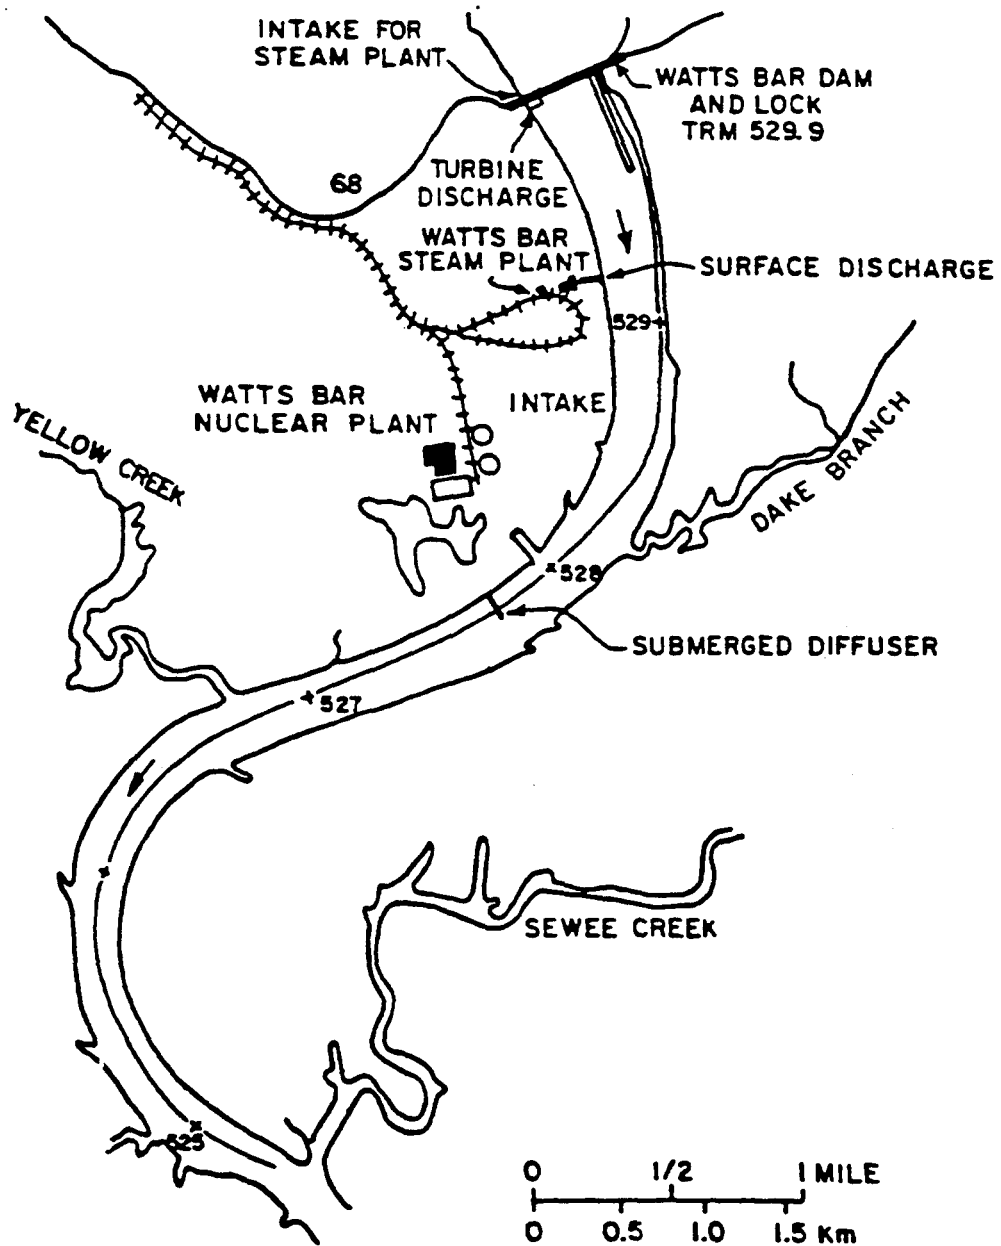 INTAKE FOR
STEAM PLANT
WATTS BAR DAM
AND LOCK
TRM 529.9
TURBINE
DISCHARGE
68
WATTS BAR
STEAM PLANT
SURFACE DISCHARGE
529
WATTS BAR
NUCLEAR PLANT
INTAKE
YELLOW CREEK
DAKE BRANCH
528
SUBMERGED DIFFUSER
527
SEWEE CREEK
525
0 1/2 1 MILE
0 0.5 1.0 1.5 Km